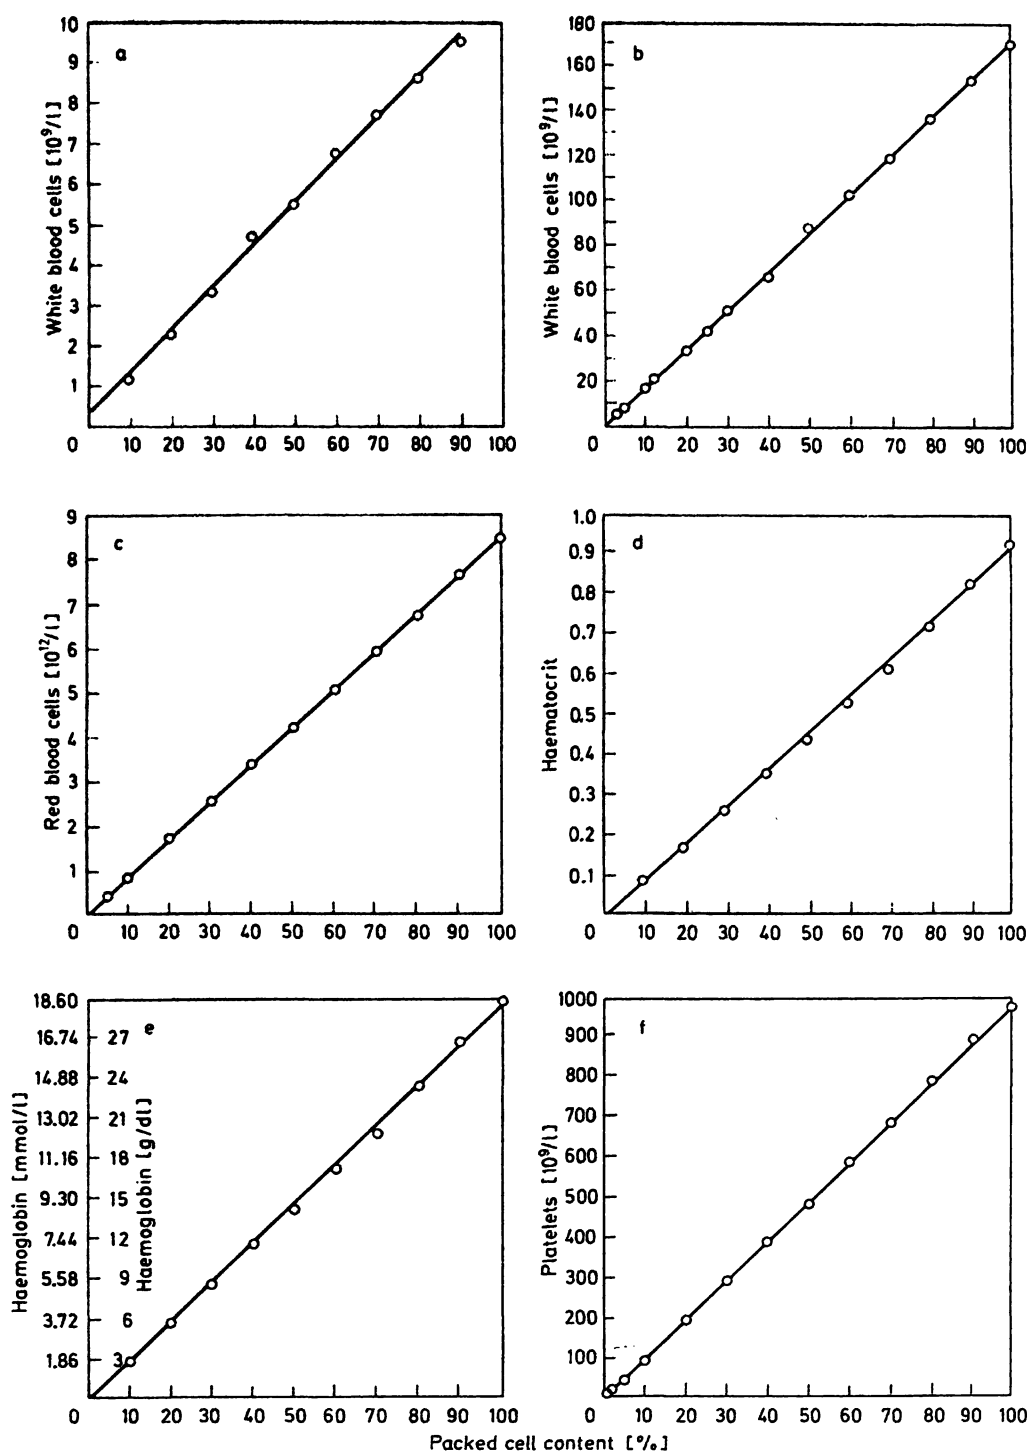 a
White blood cells [10⁹/l]
10
9
8
7
6
5
4
3
2
1
0 10 20 30 40 50 60 70 80 90 100
b
White blood cells [10⁹/l]
180
160
140
120
100
80
60
40
20
0 10 20 30 40 50 60 70 80 90 100
c
Red blood cells [10¹²/l]
9
8
7
6
5
4
3
2
1
0 10 20 30 40 50 60 70 80 90 100
d
Haematocrit
1.0
0.9
0.8
0.7
0.6
0.5
0.4
0.3
0.2
0.1
0 10 20 30 40 50 60 70 80 90 100
e
Haemoglobin [mmol/l]
Haemoglobin [g/dl]
18.60
16.74 27
14.88 24
13.02 21
11.16 18
9.30 15
7.44 12
5.58 9
3.72 6
1.86 3
0 10 20 30 40 50 60 70 80 90 100
f
Platelets [10⁹/l]
1000
900
800
700
600
500
400
300
200
100
0 10 20 30 40 50 60 70 80 90 100
Packed cell content [%]